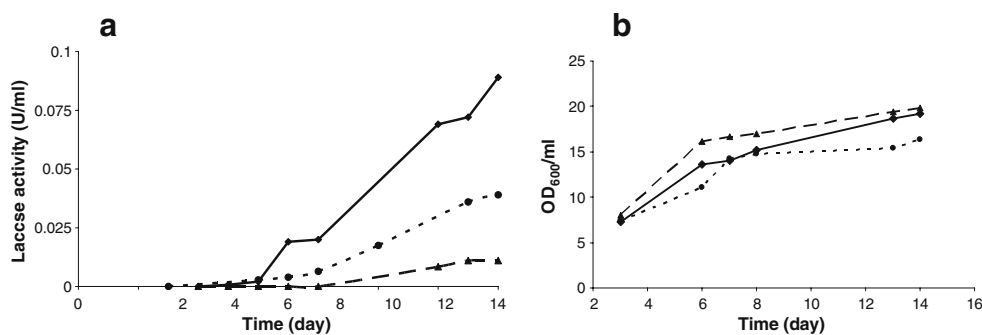 a
0.1
0.075
0.05
0.025
0
Laccse activity (U/ml)
0 2 4 6 8 10 12 14
Time (day)
b
25
20
15
10
5
0
OD600/ml
2 4 6 8 10 12 14 16
Time (day)